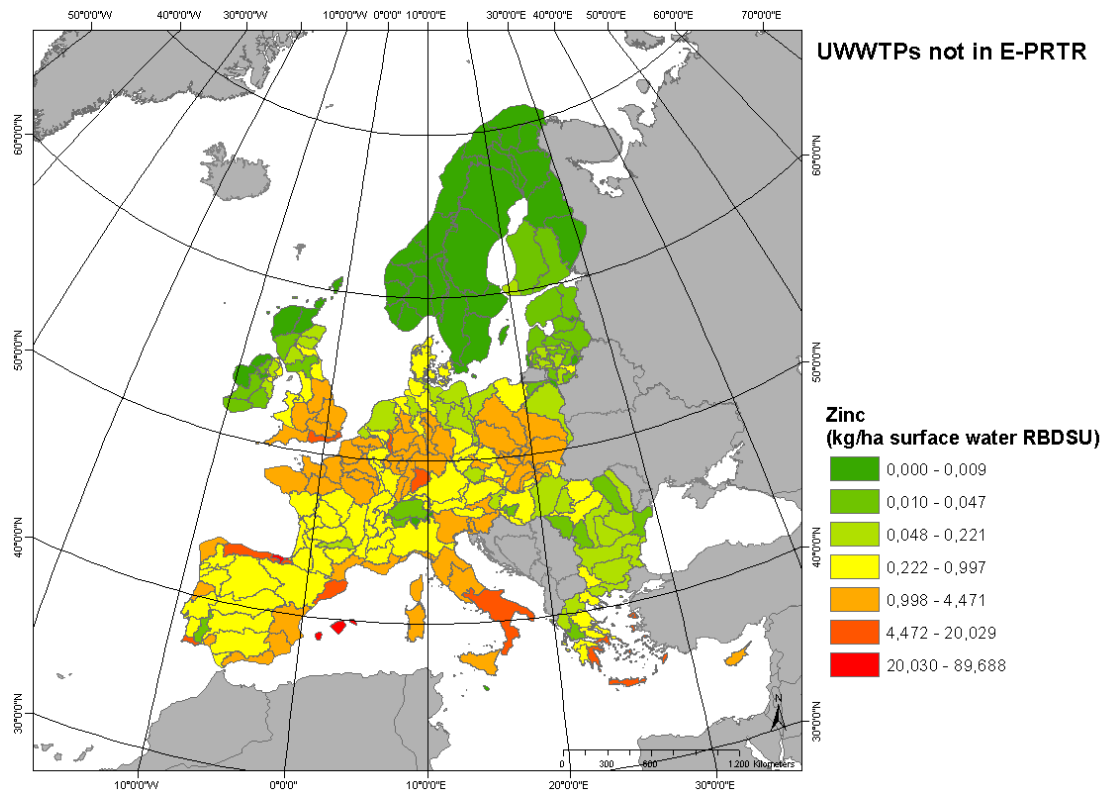 50°0'0"W 40°0'0"W 30°0'0"W 20°0'0"W 10°0'0"W 0°0'0" 10°0'0"E 20°0'0"E 30°0'0"E 40°0'0"E 50°0'0"E 60°0'0"E 70°0'0"E
UWWTPs not in E-PRTR
60°0'0"N
50°0'0"N
40°0'0"N
30°0'0"N
60°0'0"N
50°0'0"N
40°0'0"N
30°0'0"N
Zinc
(kg/ha surface water RBDSU)
0,000 - 0,009
0,010 - 0,047
0,048 - 0,221
0,222 - 0,997
0,998 - 4,471
4,472 - 20,029
20,030 - 89,688
N
0 300 600 1.200 Kilometers
10°0'0"W 0°0'0" 10°0'0"E 20°0'0"E 30°0'0"E